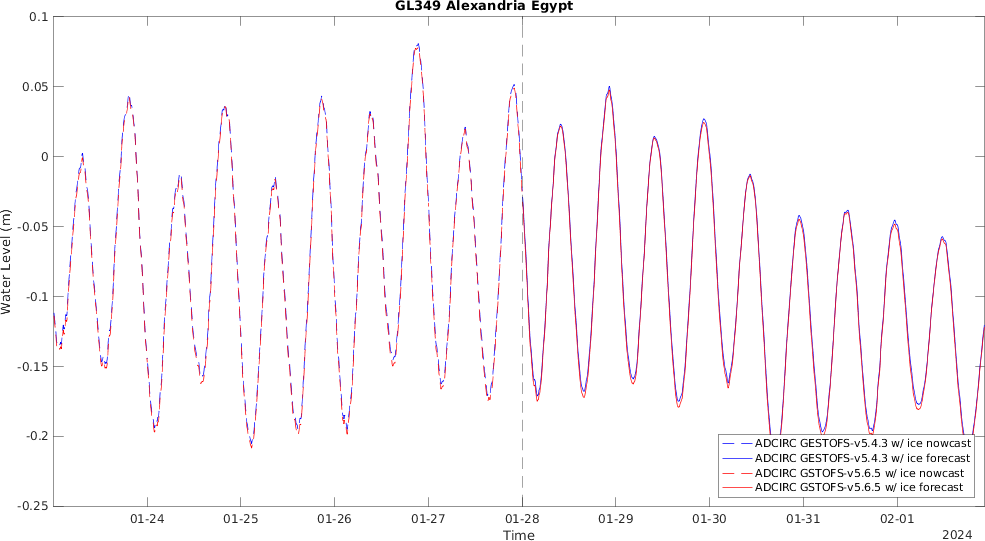 GL349 Alexandria Egypt
0.1
0.05
0
-0.05
-0.1
-0.15
-0.2
-0.25
Water Level (m)
ADCIRC GESTOFS-v5.4.3 w/ ice nowcast
ADCIRC GESTOFS-v5.4.3 w/ ice forecast
ADCIRC GSTOFS-v5.6.5 w/ ice nowcast
ADCIRC GSTOFS-v5.6.5 w/ ice forecast
01-24 01-25 01-26 01-27 01-28 01-29 01-30 01-31 02-01
Time
2024